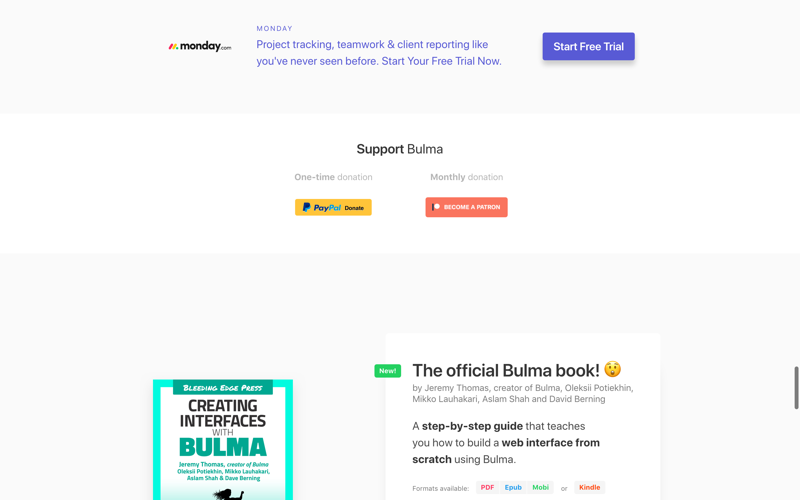 monday.com
MONDAY
Project tracking, teamwork & client reporting like
you've never seen before. Start Your Free Trial Now.
Start Free Trial
Support Bulma
One-time donation
Monthly donation
PayPal Donate
BECOME A PATRON
New!
The official Bulma book! 😲
by Jeremy Thomas, creator of Bulma, Oleksii Potiekhin,
Mikko Lauhakari, Aslam Shah and David Berning
A step-by-step guide that teaches
you how to build a web interface from
scratch using Bulma.
Formats available: PDF Epub Mobi or Kindle
BLEEDING EDGE PRESS
CREATING
INTERFACES
WITH
BULMA
Jeremy Thomas, creator of Bulma
Oleksii Potiekhin, Mikko Lauhakari,
Aslam Shah & Dave Berning